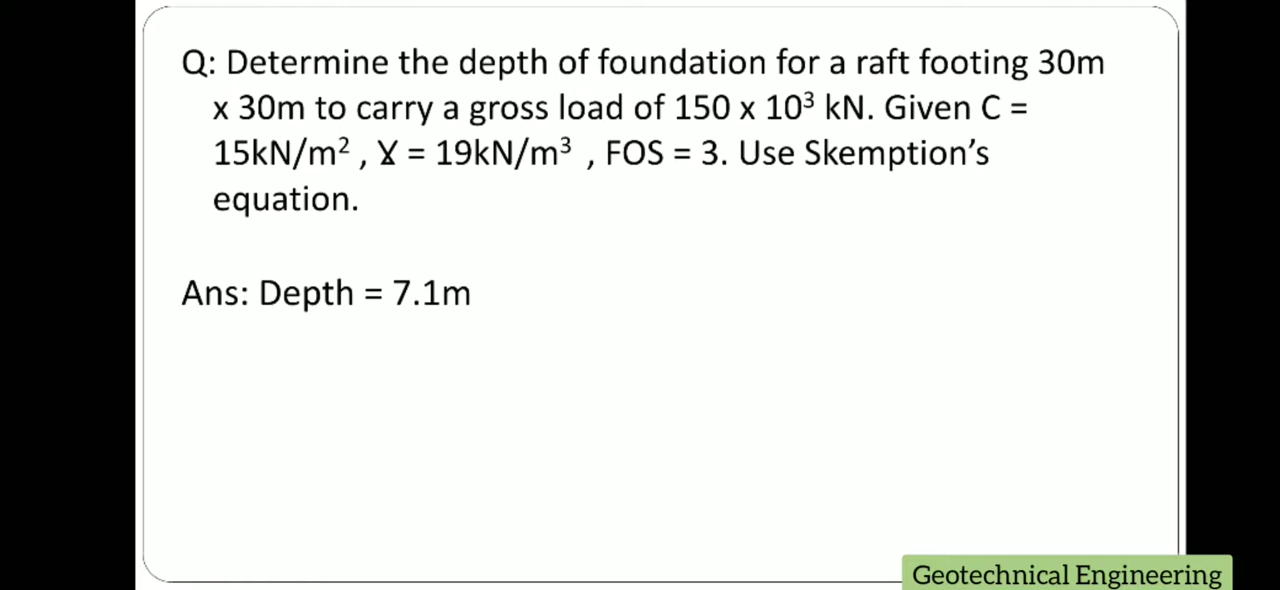 Q: Determine the depth of foundation for a raft footing 30m
x 30m to carry a gross load of 150 x 10³ kN. Given C =
15kN/m² , Ɣ = 19kN/m³ , FOS = 3. Use Skemption’s
equation.
Ans: Depth = 7.1m
Geotechnical Engineering